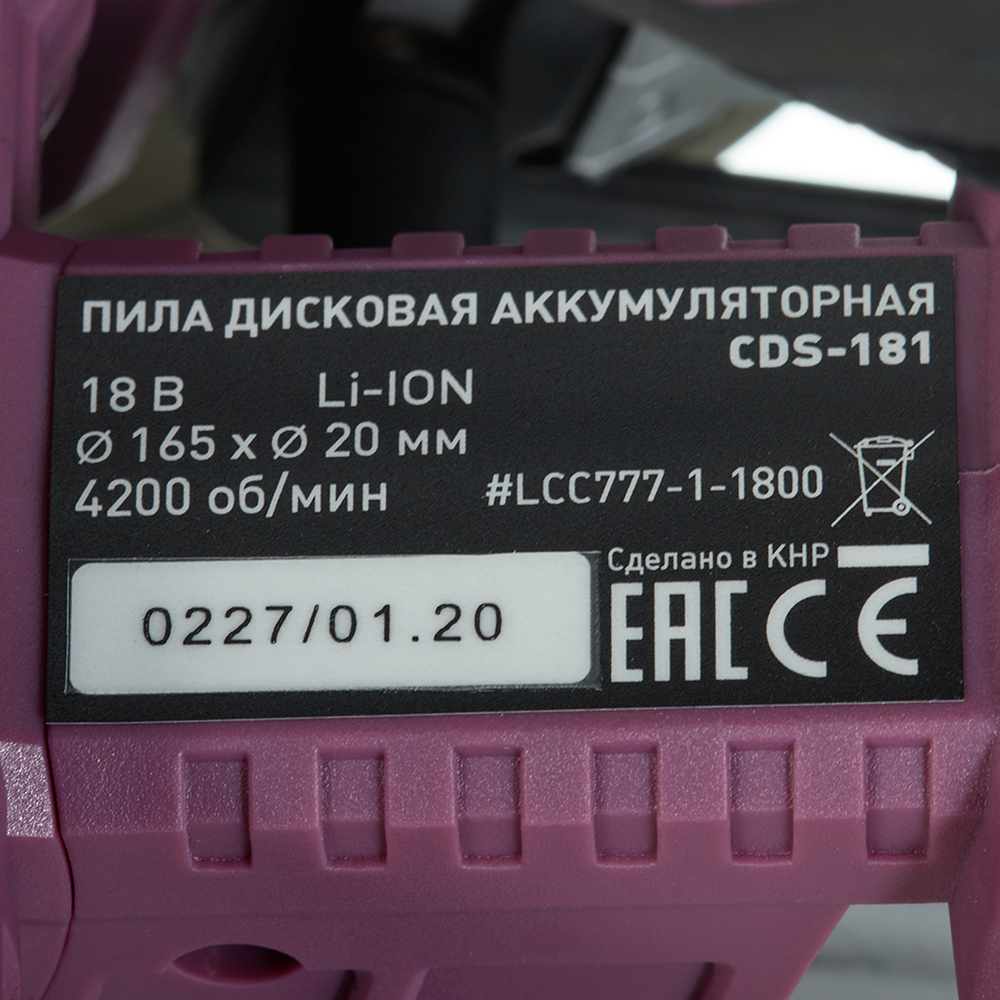 ПИЛА ДИСКОВАЯ АККУМУЛЯТОРНАЯ
CDS-181
18 В Li-ION
Ø 165 x Ø 20 мм
4200 об/мин #LCC777-1-1800
Сделано в КНР
0227/01.20
EAC CE